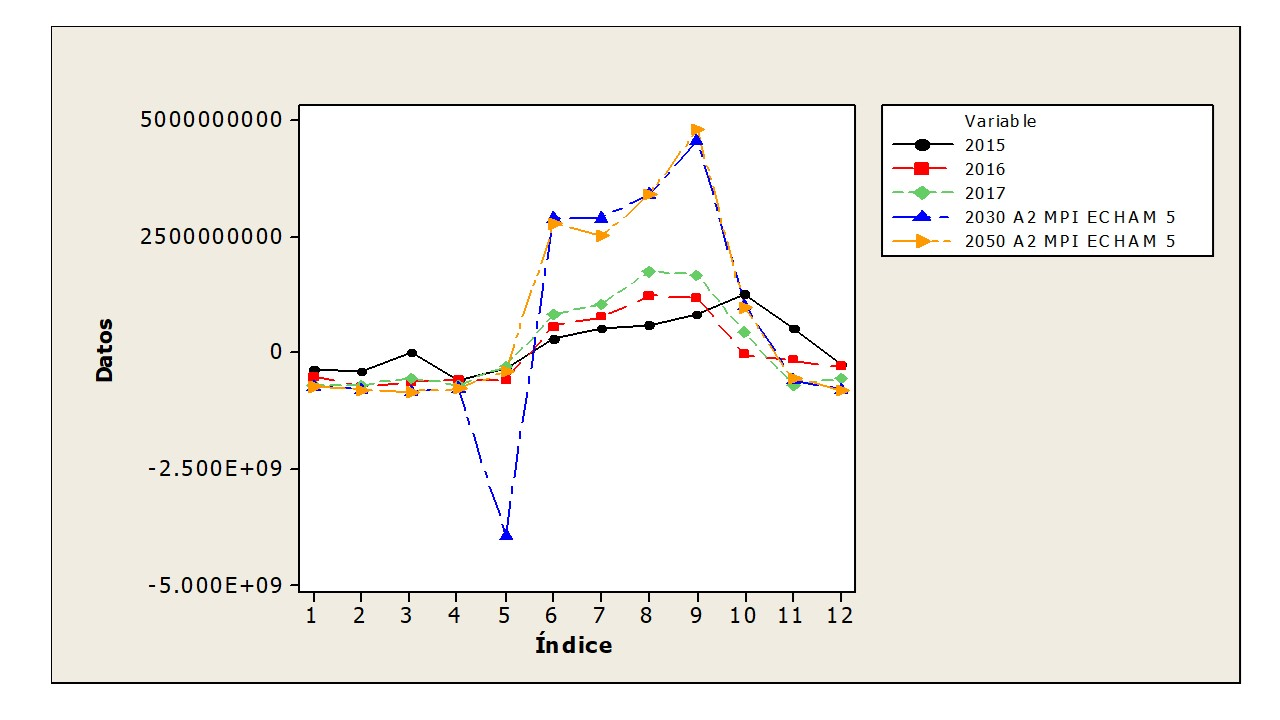 5000000000
2500000000
0
-2.500E+09
-5.000E+09
Datos
1 2 3 4 5 6 7 8 9 10 11 12
Índice
Variable
2015
2016
2017
2030 A2 MPI ECHAM 5
2050 A2 MPI ECHAM 5